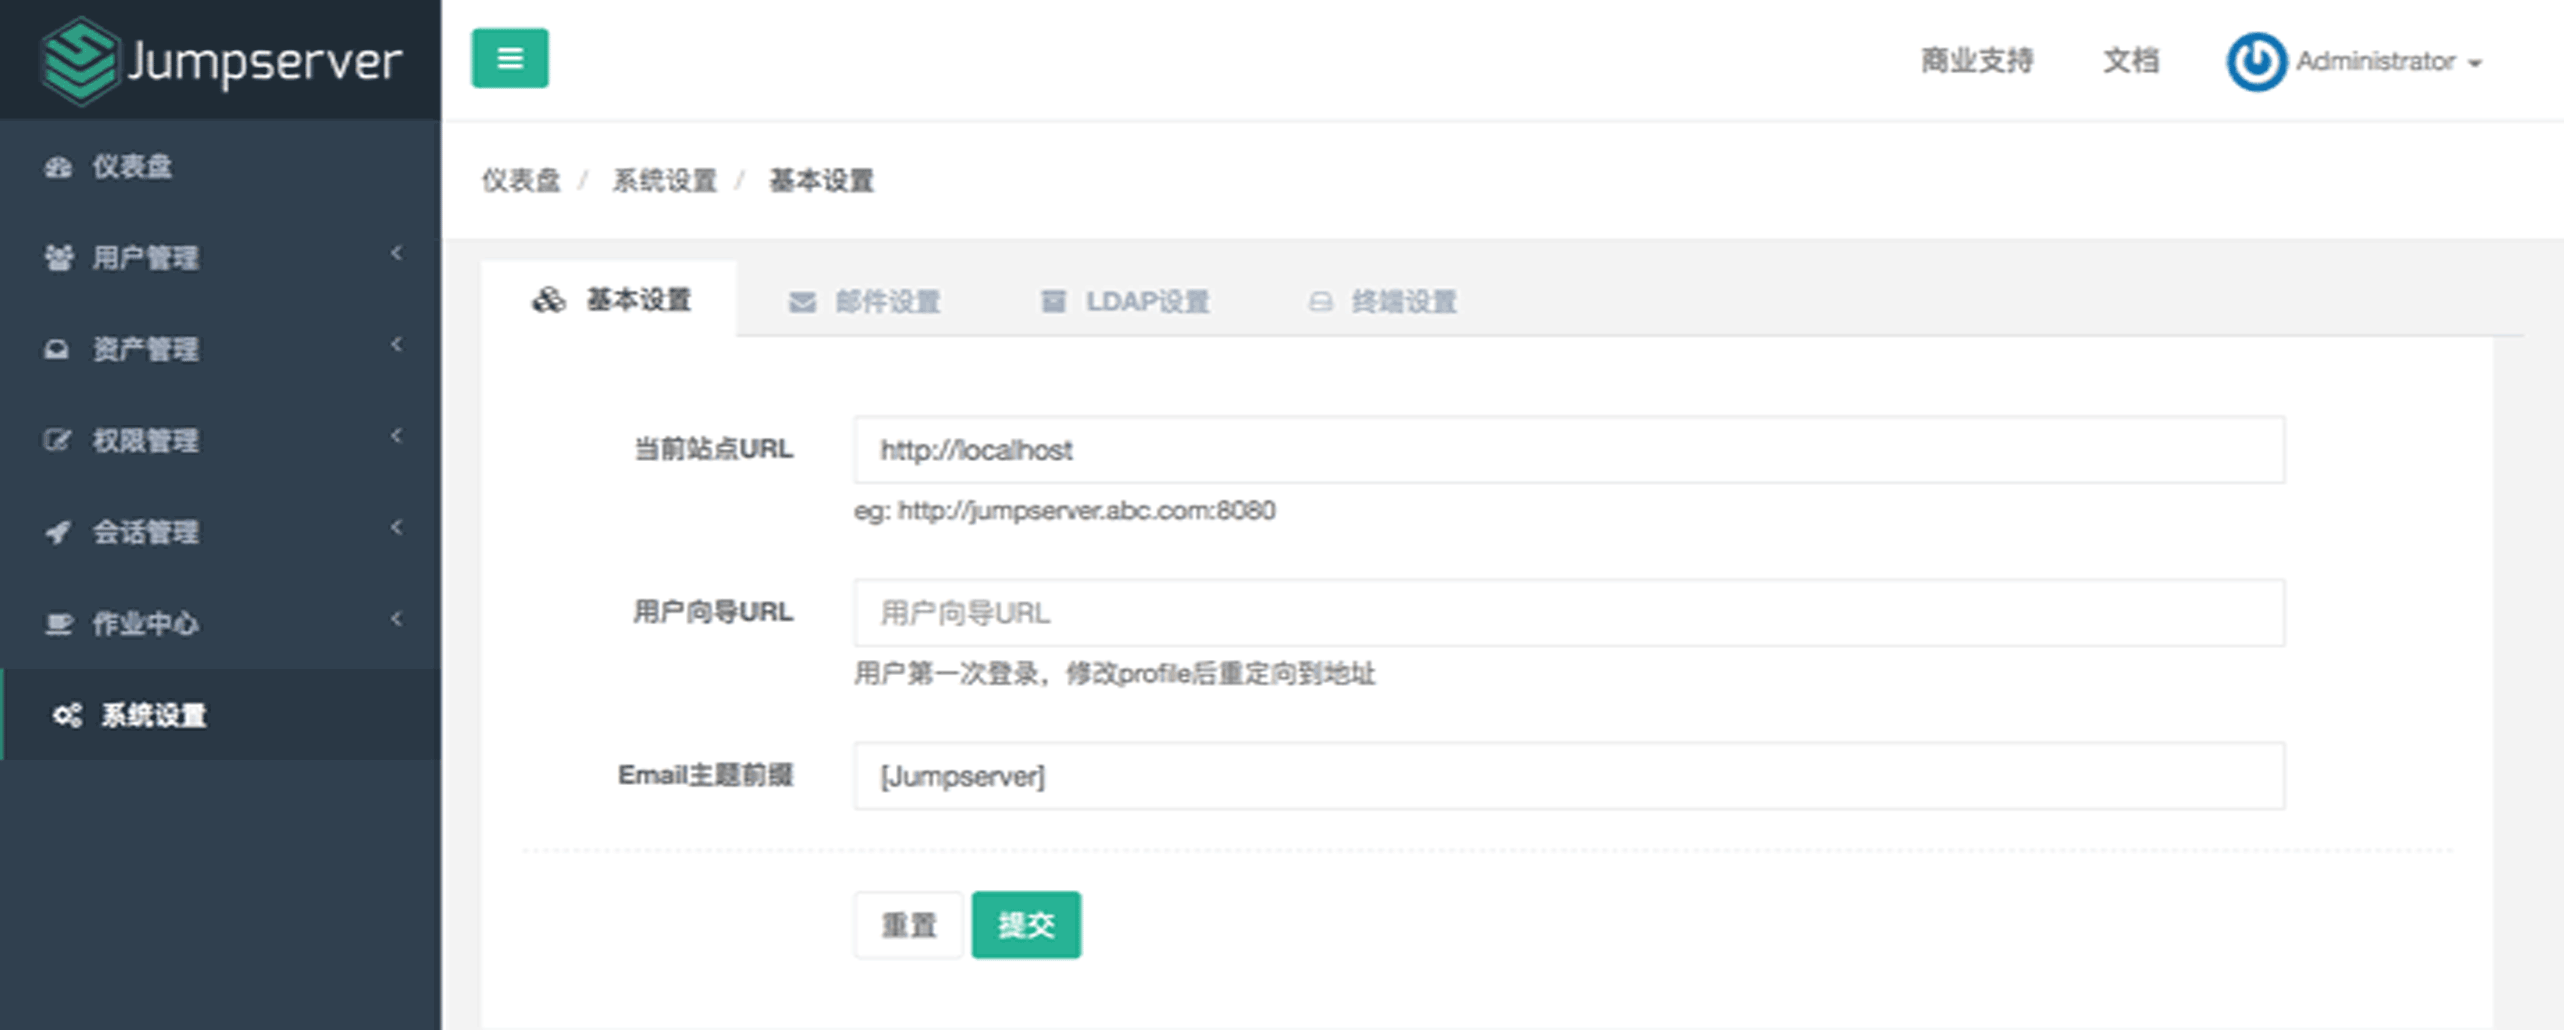 Jumpserver
商业支持 文档 Administrator
仪表盘
用户管理
资产管理
权限管理
会话管理
作业中心
系统设置
仪表盘 / 系统设置 / 基本设置
基本设置 邮件设置 LDAP设置 终端设置
当前站点URL http://localhost
eg: http://jumpserver.abc.com:8080
用户向导URL 用户向导URL
用户第一次登录，修改profile后重定向到地址
Email主题前缀 [Jumpserver]
重置 提交